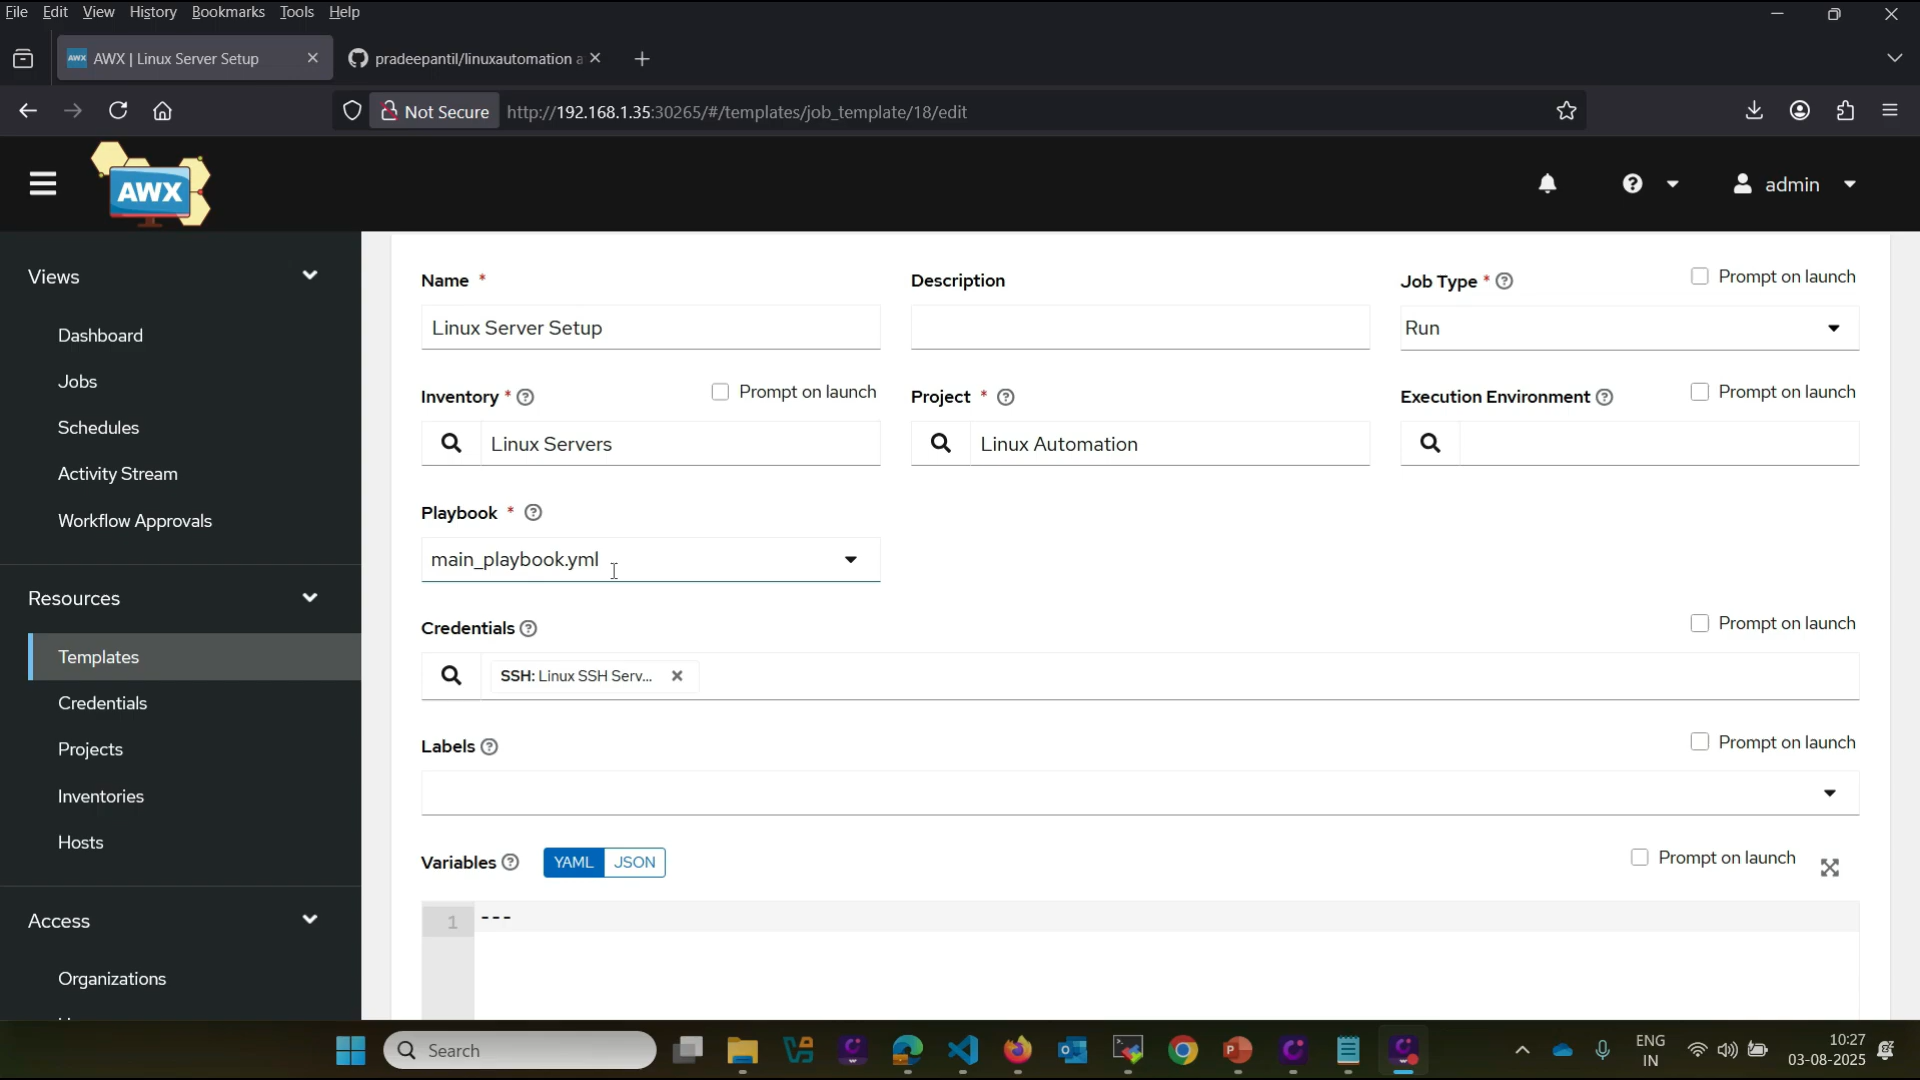 File Edit View History Bookmarks Tools Help
AWX | Linux Server Setup
pradeepantil/linuxautomation a
Not Secure http://192.168.1.35:30265/#/templates/job_template/18/edit
AWX
admin
Views
Dashboard
Jobs
Schedules
Activity Stream
Workflow Approvals
Resources
Templates
Credentials
Projects
Inventories
Hosts
Access
Organizations
Name *
Linux Server Setup
Description
Job Type *
Prompt on launch
Run
Inventory *
Prompt on launch
Linux Servers
Project *
Linux Automation
Execution Environment
Prompt on launch
Playbook *
main_playbook.yml
Credentials
Prompt on launch
SSH: Linux SSH Serv...
Labels
Prompt on launch
Variables YAML JSON
Prompt on launch
1 ---
Search
ENG
IN
10:27
03-08-2025